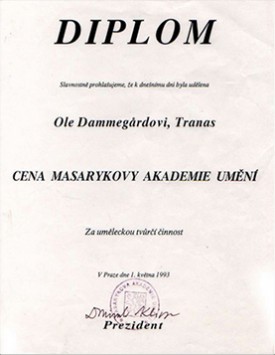 DIPLOM
Slavnostně prohlašujeme, že k dnešnímu dni byla udělena
Ole Dammegårdovi, Tranas
CENA MASARYKOVY AKADEMIE UMĚNÍ
Za uměleckou tvůrčí činnost
V Praze dne 1. května 1993
Prezident